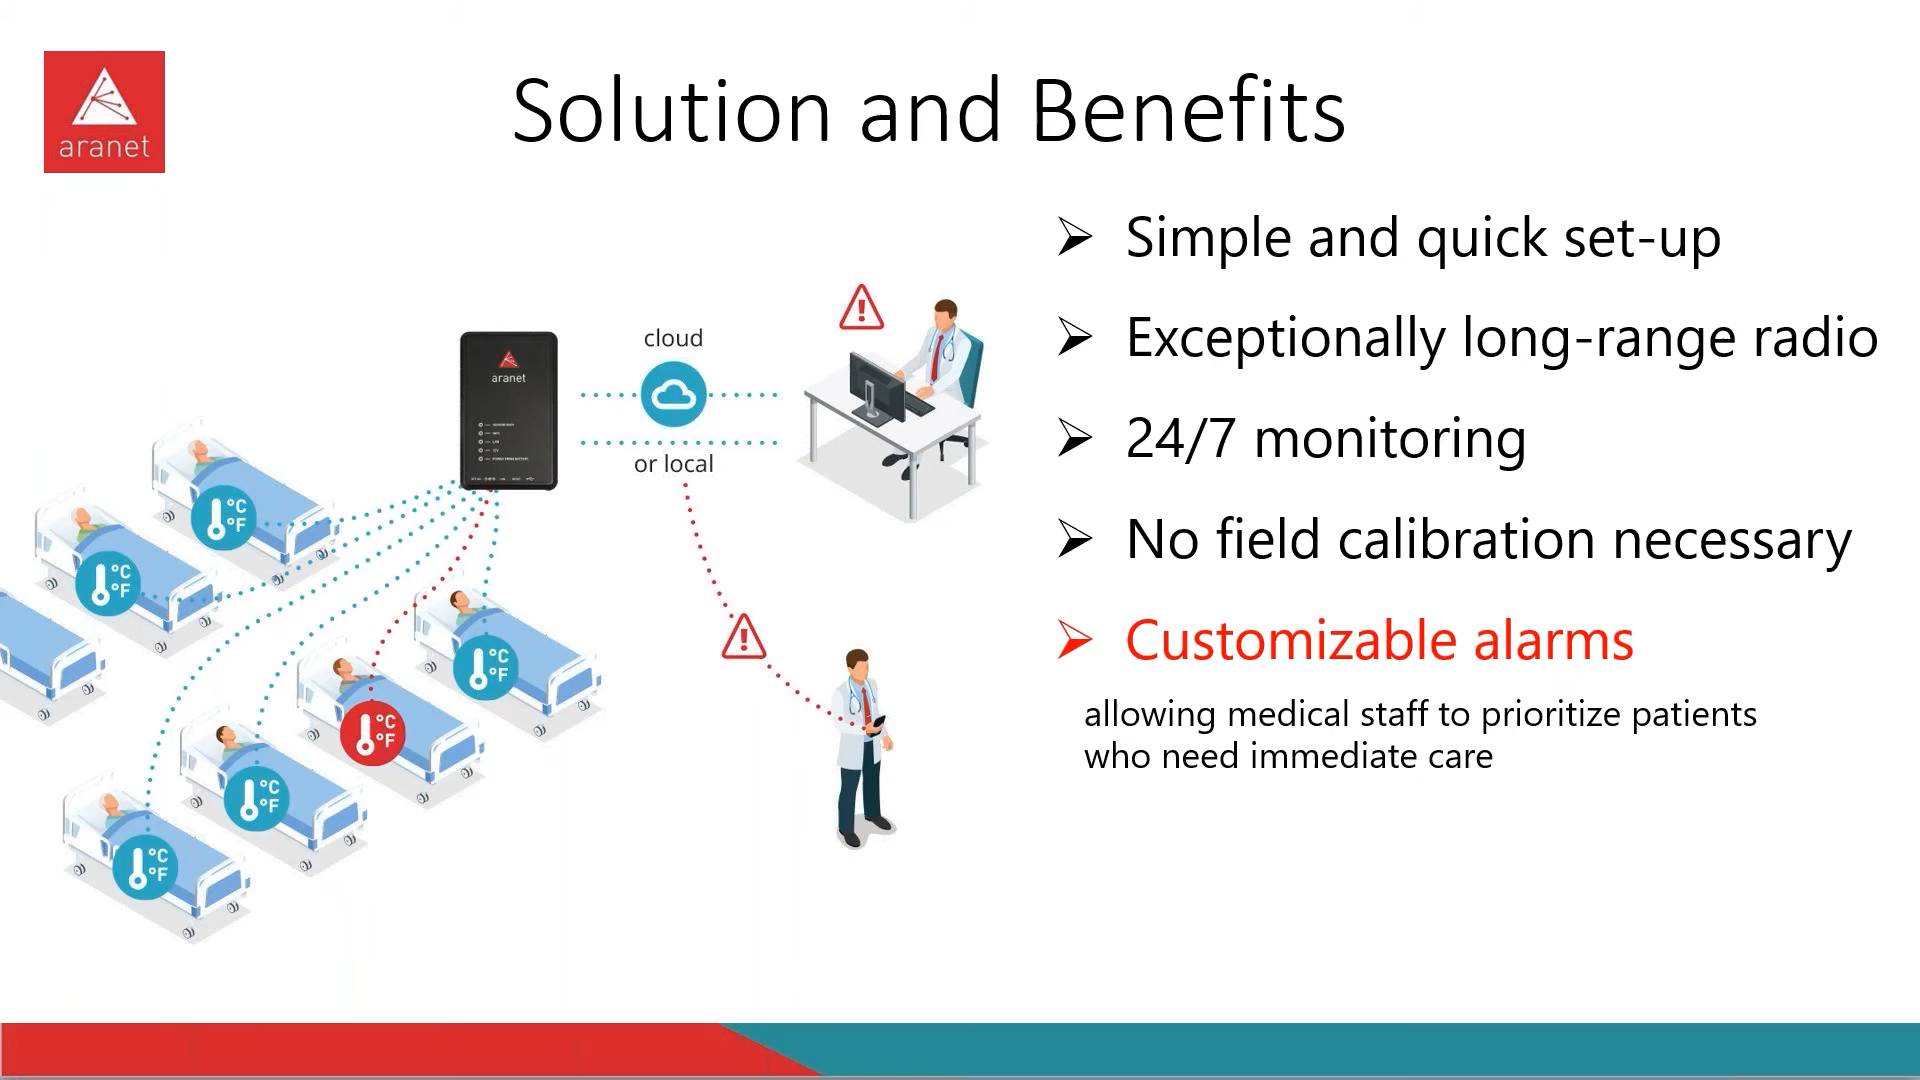 aranet
Solution and Benefits
Simple and quick set-up
Exceptionally long-range radio
24/7 monitoring
No field calibration necessary
Customizable alarms
allowing medical staff to prioritize patients
who need immediate care
cloud
or local
aranet
°C
°F
°C
°F
°C
°F
°C
°F
°C
°F
°C
°F